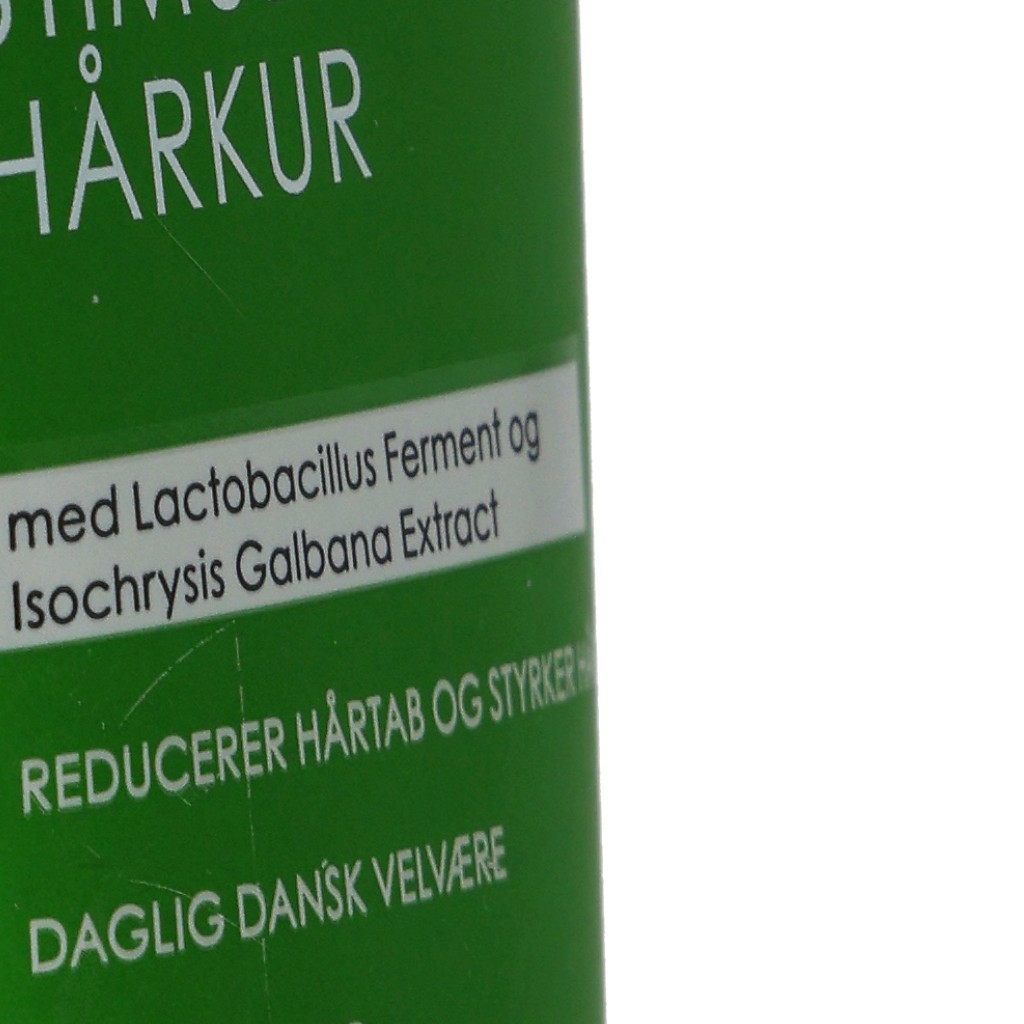 HÅRKUR
med Lactobacillus Ferment og
Isochrysis Galbana Extract
REDUCERER HÅRTAB OG STYRKER
DAGLIG DANSK VELVÆRE